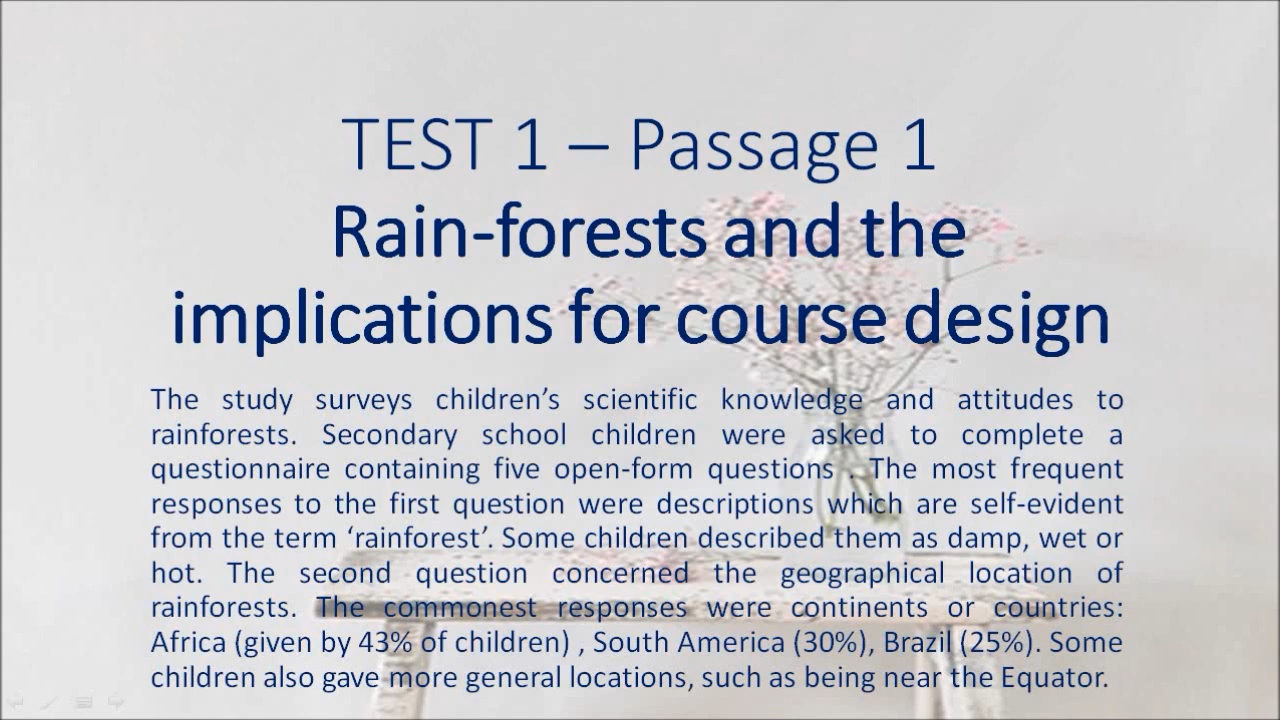 TEST 1 – Passage 1
Rain-forests and the
implications for course design
The study surveys children’s scientific knowledge and attitudes to
rainforests. Secondary school children were asked to complete a
questionnaire containing five open-form questions . The most frequent
responses to the first question were descriptions which are self-evident
from the term ‘rainforest’. Some children described them as damp, wet or
hot. The second question concerned the geographical location of
rainforests. The commonest responses were continents or countries:
Africa (given by 43% of children) , South America (30%), Brazil (25%). Some
children also gave more general locations, such as being near the Equator.